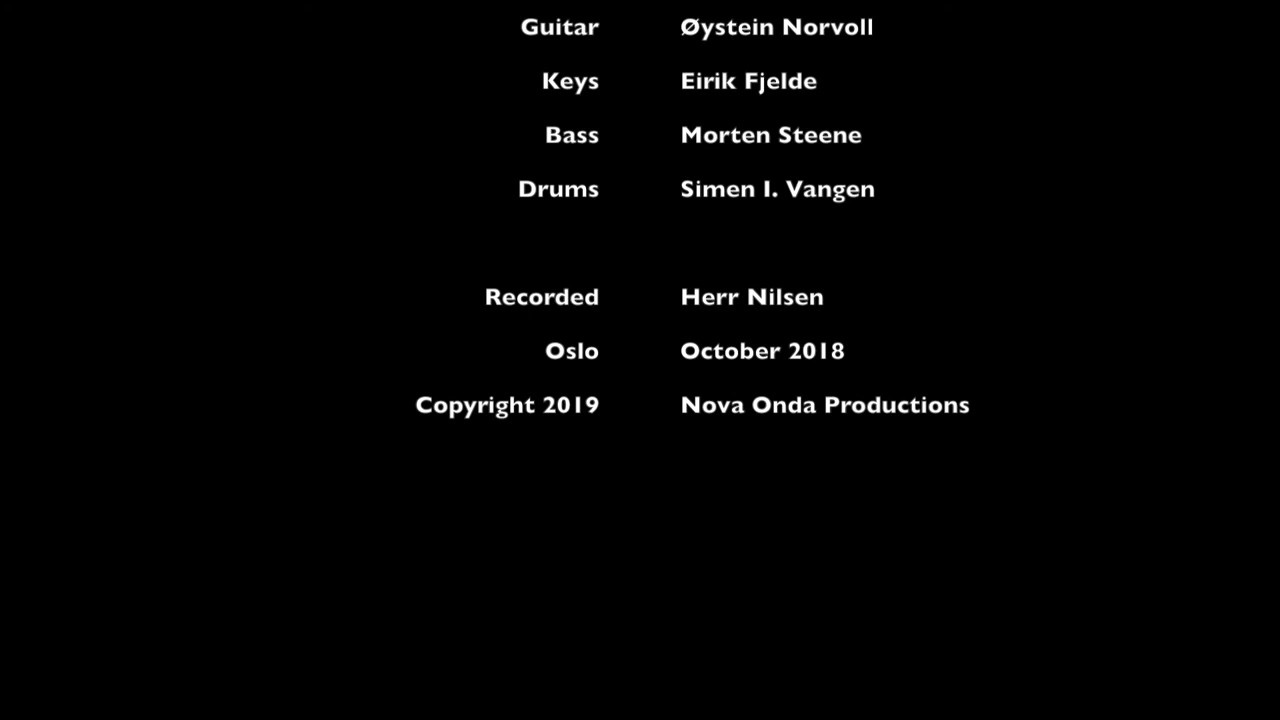 Guitar Øystein Norvoll
Keys Eirik Fjelde
Bass Morten Steene
Drums Simen I. Vangen
Recorded Herr Nilsen
Oslo October 2018
Copyright 2019 Nova Onda Productions